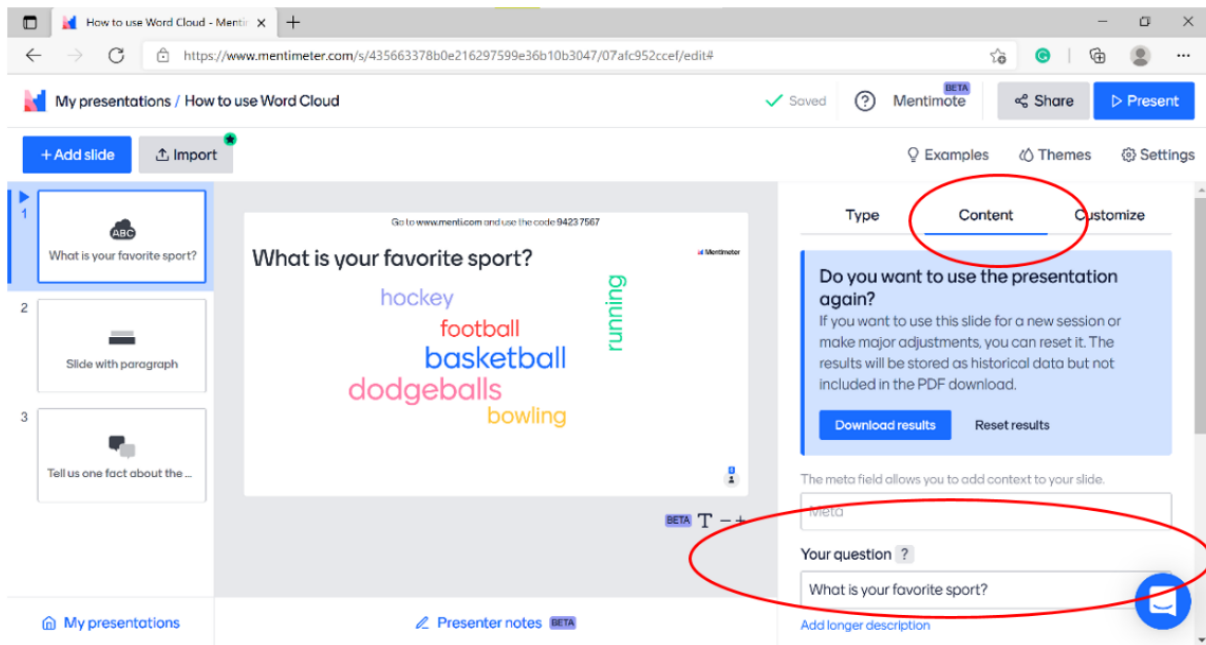 How to use Word Cloud - Menti
https://www.mentimeter.com/s/435663378b0e216297599e36b10b3047/07afc952ccef/edit#
My presentations / How to use Word Cloud
Saved
?
BETA
Mentimote
Share
Present
+ Add slide
Import
Examples
Themes
Settings
1
ABC
What is your favorite sport?
2
Slide with paragraph
3
Tell us one fact about the ...
My presentations
Go to www.menti.com and use the code 9423 7567
What is your favorite sport?
Mentimeter
hockey
running
football
basketball
dodgeballs
bowling
BETA T − +
Presenter notes BETA
Type
Content
Customize
Do you want to use the presentation
again?
If you want to use this slide for a new session or
make major adjustments, you can reset it. The
results will be stored as historical data but not
included in the PDF download.
Download results
Reset results
The meta field allows you to add context to your slide.
Meta
Your question ?
What is your favorite sport?
Add longer description